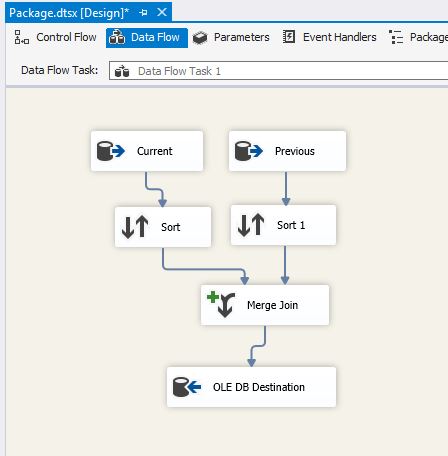 Package.dtsx [Design]*
Control Flow Data Flow Parameters Event Handlers Package
Data Flow Task: Data Flow Task 1
Current Previous
Sort Sort 1
Merge Join
OLE DB Destination